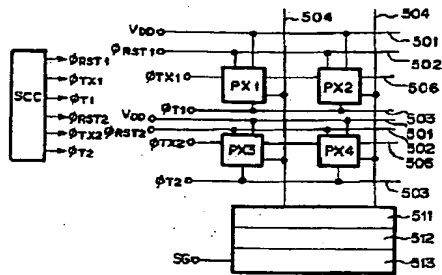 504 504
VDD 501
ΦRST1 502
ΦRST1
ΦTX1 ΦTX1 PX1 PX2 506
SCC ΦT1 ΦT1 503
ΦRST2 VDD 501
ΦTX2 ΦRST2 502
ΦT2 ΦTX2 PX3 PX4 506
ΦT2 503
511
512
SG 513